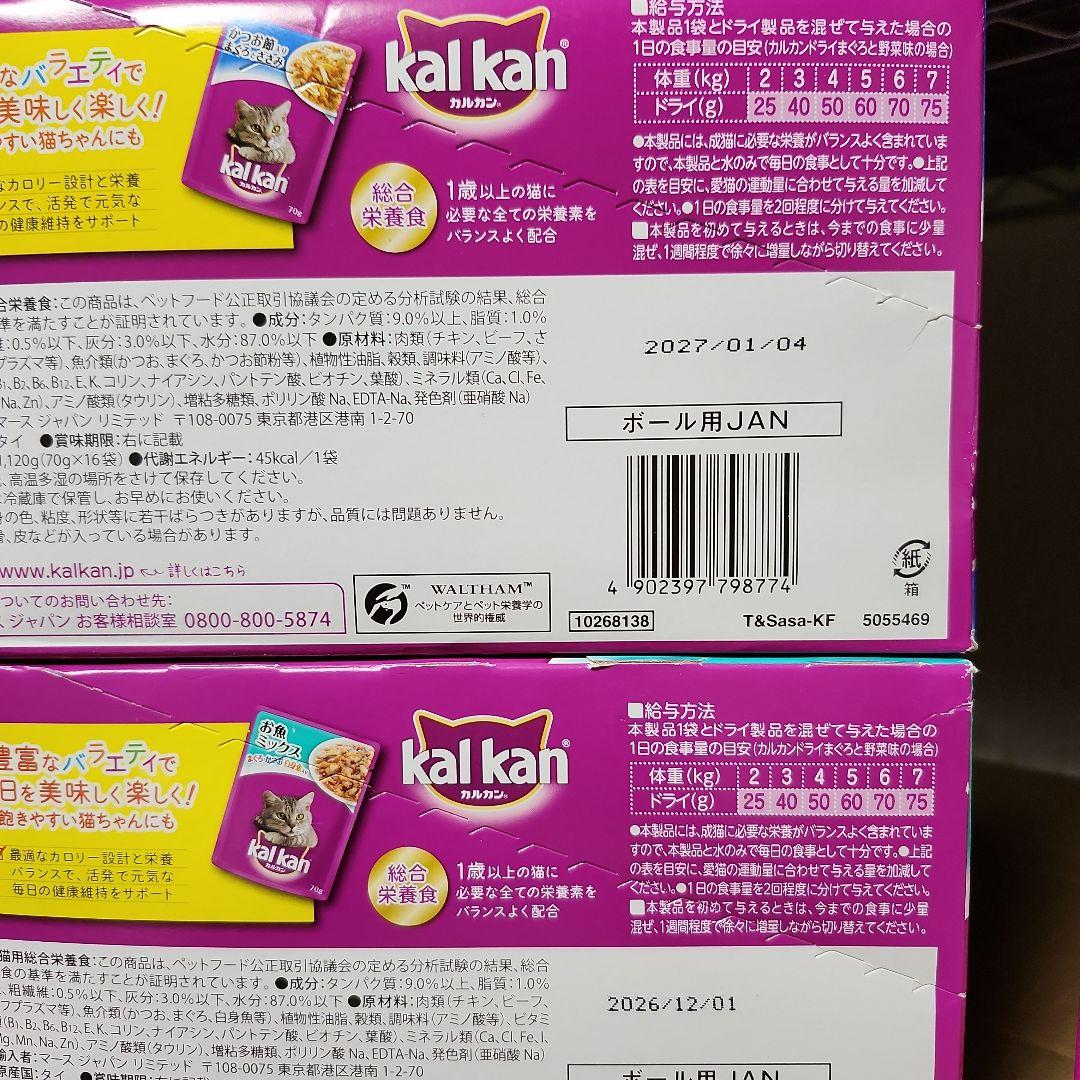 なバラエティで
美味しく楽しく!
やすい猫ちゃんにも
なカロリー設計と栄養
ンスで、活発で元気な
の健康維持をサポート
かつお節入り
まぐろとささみ
kal kan
カルカン
70g
kal kan®
カルカン®
総合
栄養食
1歳以上の猫に
必要な全ての栄養素を
バランスよく配合
■給与方法
本製品1袋とドライ製品を混ぜて与えた場合の
1日の食事量の目安(カルカンドライまぐろと野菜味の場合)
体重(kg) 2 3 4 5 6 7
ドライ(g) 25 40 50 60 70 75
●本製品には、成猫に必要な栄養がバランスよく含まれていま
すので、本製品と水のみで毎日の食事として十分です。●上記
の表を目安に、愛猫の運動量に合わせて与える量を加減して
ください。●1日の食事量を2回程度に分けて与えてください。
■本製品を初めて与えるときは、今までの食事に少量
混ぜ、1週間程度で徐々に増量しながら切り替えてください。
合栄養食:この商品は、ペットフード公正取引協議会の定める分析試験の結果、総合
準を満たすことが証明されています。●成分:タンパク質:9.0%以上、脂質:1.0%
維:0.5%以下、灰分:3.0%以下、水分:87.0%以下 ●原材料:肉類(チキン、ビーフ、さ
プラズマ等)、魚介類(かつお、まぐろ、かつお節粉等)、植物性油脂、穀類、調味料(アミノ酸等)、
B1、B2、B6、B12、E、K、コリン、ナイアシン、パントテン酸、ビオチン、葉酸)、ミネラル類(Ca、Cl、Fe、
Na、Zn)、アミノ酸類(タウリン)、増粘多糖類、ポリリン酸Na、EDTA-Na、発色剤(亜硝酸Na)
マース ジャパン リミテッド 〒108-0075 東京都港区港南 1-2-70
タイ ●賞味期限:右に記載
1,120g(70g×16袋) ●代謝エネルギー:45kcal/1袋
、高温多湿の場所をさけて保存してください。
冷蔵庫で保管し、お早めにお使いください。
身の色、粘度、形状等に若干ばらつきがありますが、品質には問題ありません。
骨、皮などが入っている場合があります。
www.kalkan.jp 詳しくはこちら
ついてのお問い合わせ先:
ス ジャパン お客様相談室 0800-800-5874
WALTHAM™
ペットケアとペット栄養学の
世界的権威
2027/01/04
ボール用JAN
4 902397 798774
紙
箱
10268138
T&Sasa-KF
5055469
豊富なバラエティで
日を美味しく楽しく!
飽きやすい猫ちゃんにも
最適なカロリー設計と栄養
バランスで、活発で元気な
毎日の健康維持をサポート
お魚
ミックス
まぐろ・かつお・白身魚入り
kal kan
カルカン
70g
kal kan®
カルカン®
総合
栄養食
1歳以上の猫に
必要な全ての栄養素を
バランスよく配合
■給与方法
本製品1袋とドライ製品を混ぜて与えた場合の
1日の食事量の目安(カルカンドライまぐろと野菜味の場合)
体重(kg) 2 3 4 5 6 7
ドライ(g) 25 40 50 60 70 75
●本製品には、成猫に必要な栄養がバランスよく含まれていま
すので、本製品と水のみで毎日の食事として十分です。●上記
の表を目安に、愛猫の運動量に合わせて与える量を加減して
ください。●1日の食事量を2回程度に分けて与えてください。
■本製品を初めて与えるときは、今までの食事に少量
混ぜ、1週間程度で徐々に増量しながら切り替えてください。
猫用総合栄養食:この商品は、ペットフード公正取引協議会の定める分析試験の結果、総合
食の基準を満たすことが証明されています。●成分:タンパク質:9.0%以上、脂質:1.0%
、粗繊維:0.5%以下、灰分:3.0%以下、水分:87.0%以下 ●原材料:肉類(チキン、ビーフ、
フプラズマ等)、魚介類(かつお、まぐろ、白身魚等)、植物性油脂、穀類、調味料(アミノ酸等)、ビタミ
(B1、B2、B6、B12、E、K、コリン、ナイアシン、パントテン酸、ビオチン、葉酸)、ミネラル類(Ca、Cl、Fe、I、
Mg、Mn、Na、Zn)、アミノ酸類(タウリン)、増粘多糖類、ポリリン酸Na、EDTA-Na、発色剤(亜硝酸Na)
輸入者:マース ジャパン リミテッド 〒108-0075 東京都港区港南 1-2-70
原産国:タイ ●賞味期限:右に記載
2026/12/01
ボール用JAN